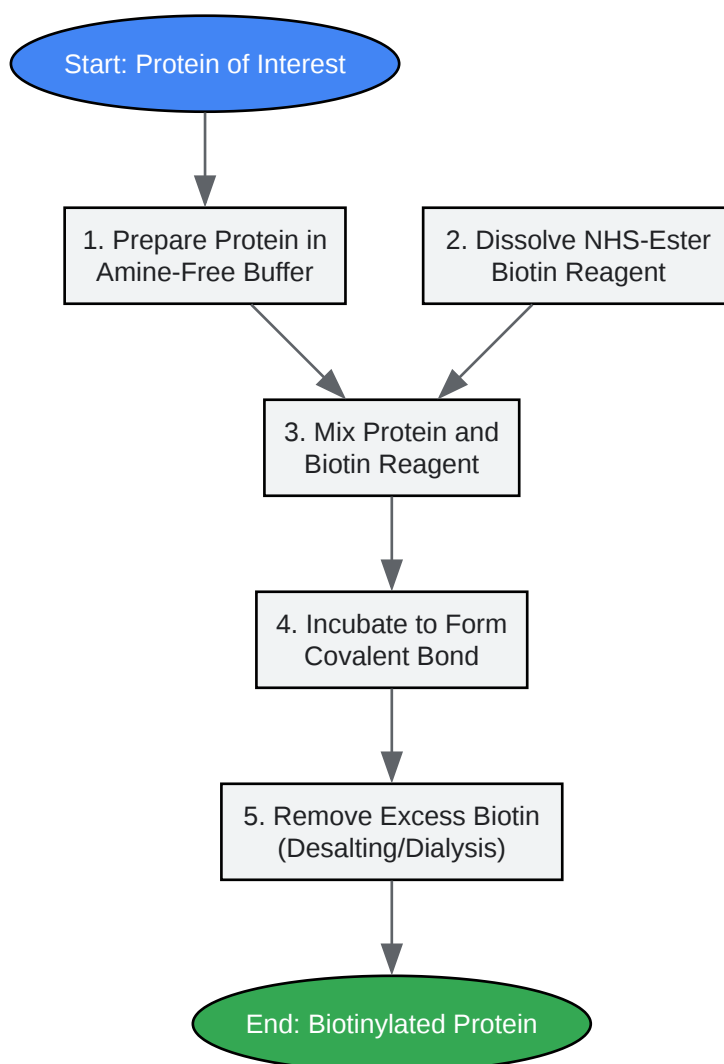 Start: Protein of Interest
1. Prepare Protein in
Amine-Free Buffer
2. Dissolve NHS-Ester
Biotin Reagent
3. Mix Protein and
Biotin Reagent
4. Incubate to Form
Covalent Bond
5. Remove Excess Biotin
(Desalting/Dialysis)
End: Biotinylated Protein